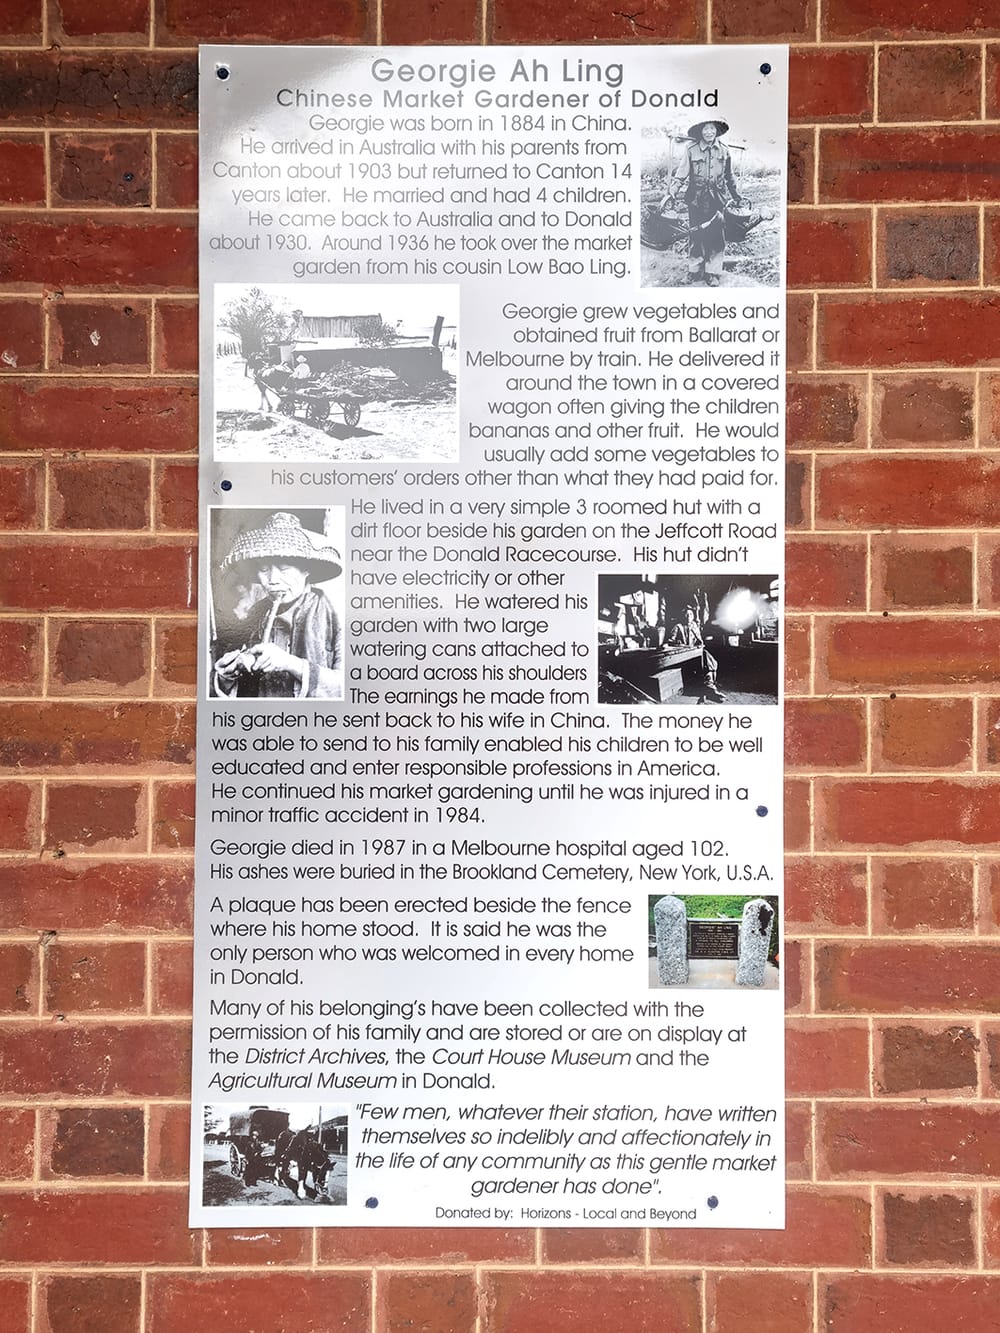 Georgie Ah Ling
Chinese Market Gardener of Donald
Georgie was born in 1884 in China.
He arrived in Australia with his parents from
Canton about 1903 but returned to Canton 14
years later. He married and had 4 children.
He came back to Australia and to Donald
about 1930. Around 1936 he took over the market
garden from his cousin Low Bao Ling.
Georgie grew vegetables and
obtained fruit from Ballarat or
Melbourne by train. He delivered it
around the town in a covered
wagon often giving the children
bananas and other fruit. He would
usually add some vegetables to
his customers' orders other than what they had paid for.
He lived in a very simple 3 roomed hut with a
dirt floor beside his garden on the Jeffcott Road
near the Donald Racecourse. His hut didn't
have electricity or other
amenities. He watered his
garden with two large
watering cans attached to
a board across his shoulders
The earnings he made from
his garden he sent back to his wife in China. The money he
was able to send to his family enabled his children to be well
educated and enter responsible professions in America.
He continued his market gardening until he was injured in a
minor traffic accident in 1984.
Georgie died in 1987 in a Melbourne hospital aged 102.
His ashes were buried in the Brookland Cemetery, New York, U.S.A.
A plaque has been erected beside the fence
where his home stood. It is said he was the
only person who was welcomed in every home
in Donald.
Many of his belonging's have been collected with the
permission of his family and are stored or are on display at
the District Archives, the Court House Museum and the
Agricultural Museum in Donald.
"Few men, whatever their station, have written
themselves so indelibly and affectionately in
the life of any community as this gentle market
gardener has done".
Donated by: Horizons - Local and Beyond